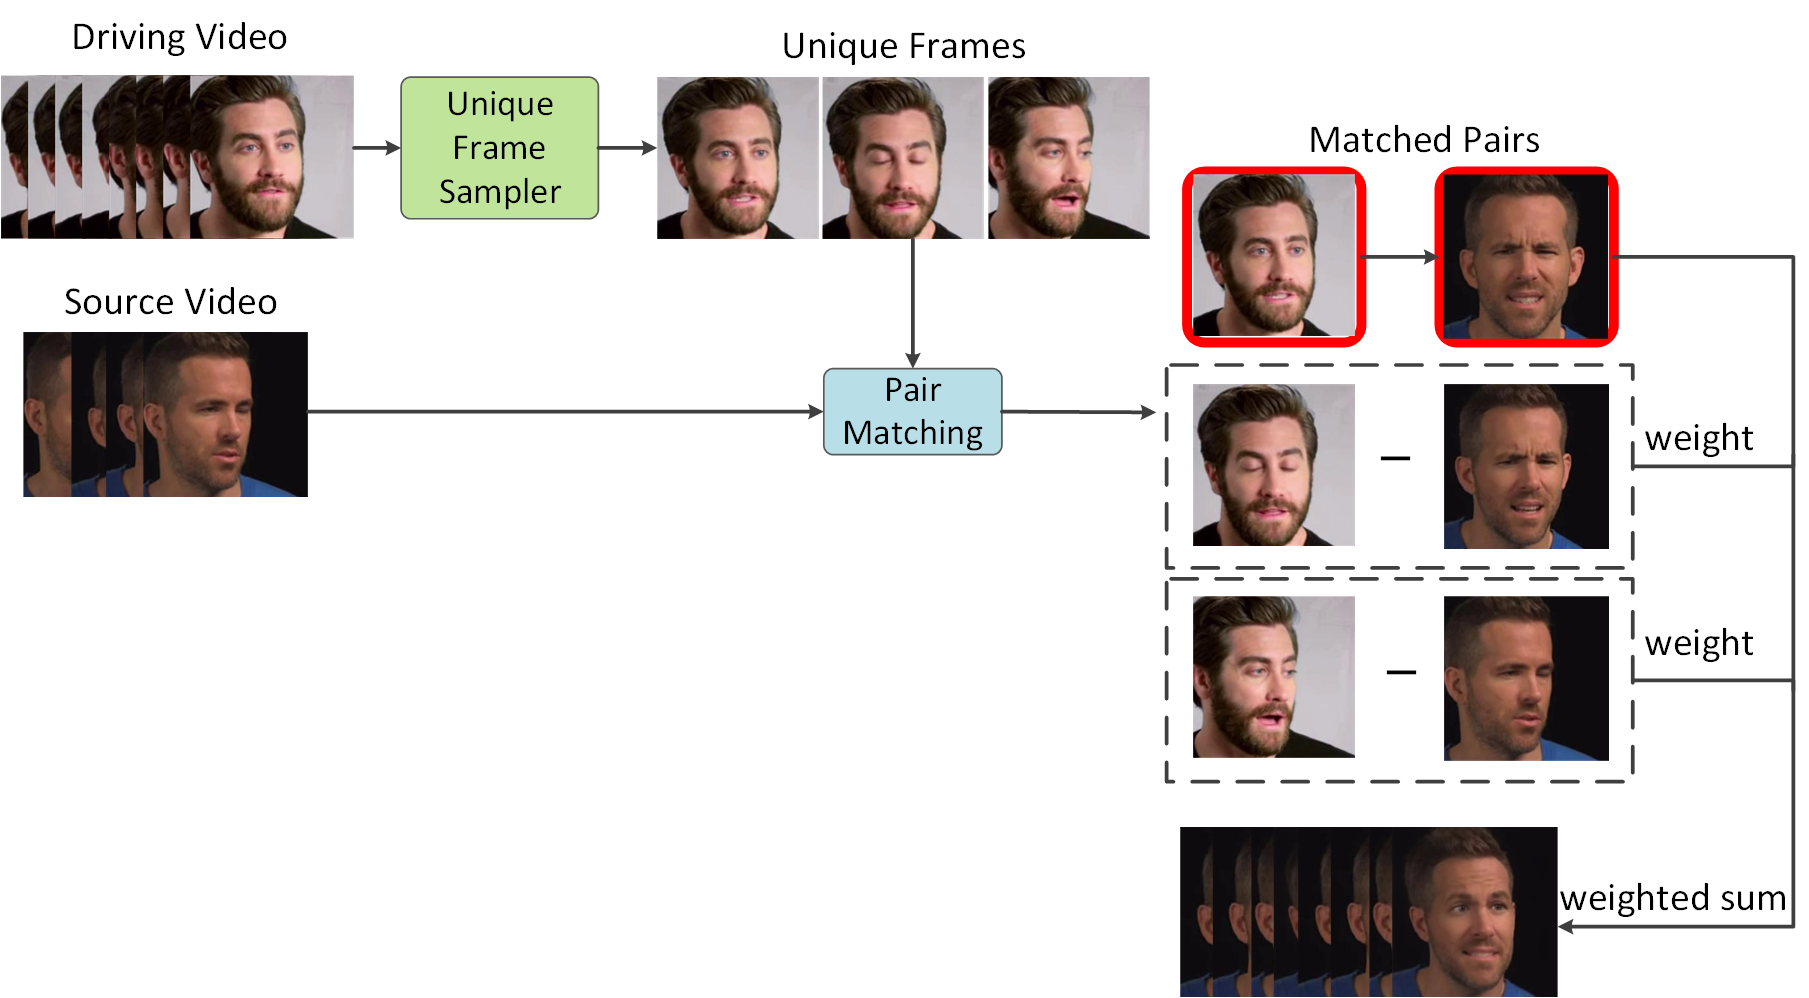 Driving Video
Unique
Frame
Sampler
Unique Frames
Matched Pairs
Source Video
Pair
Matching
weight
weight
weighted sum